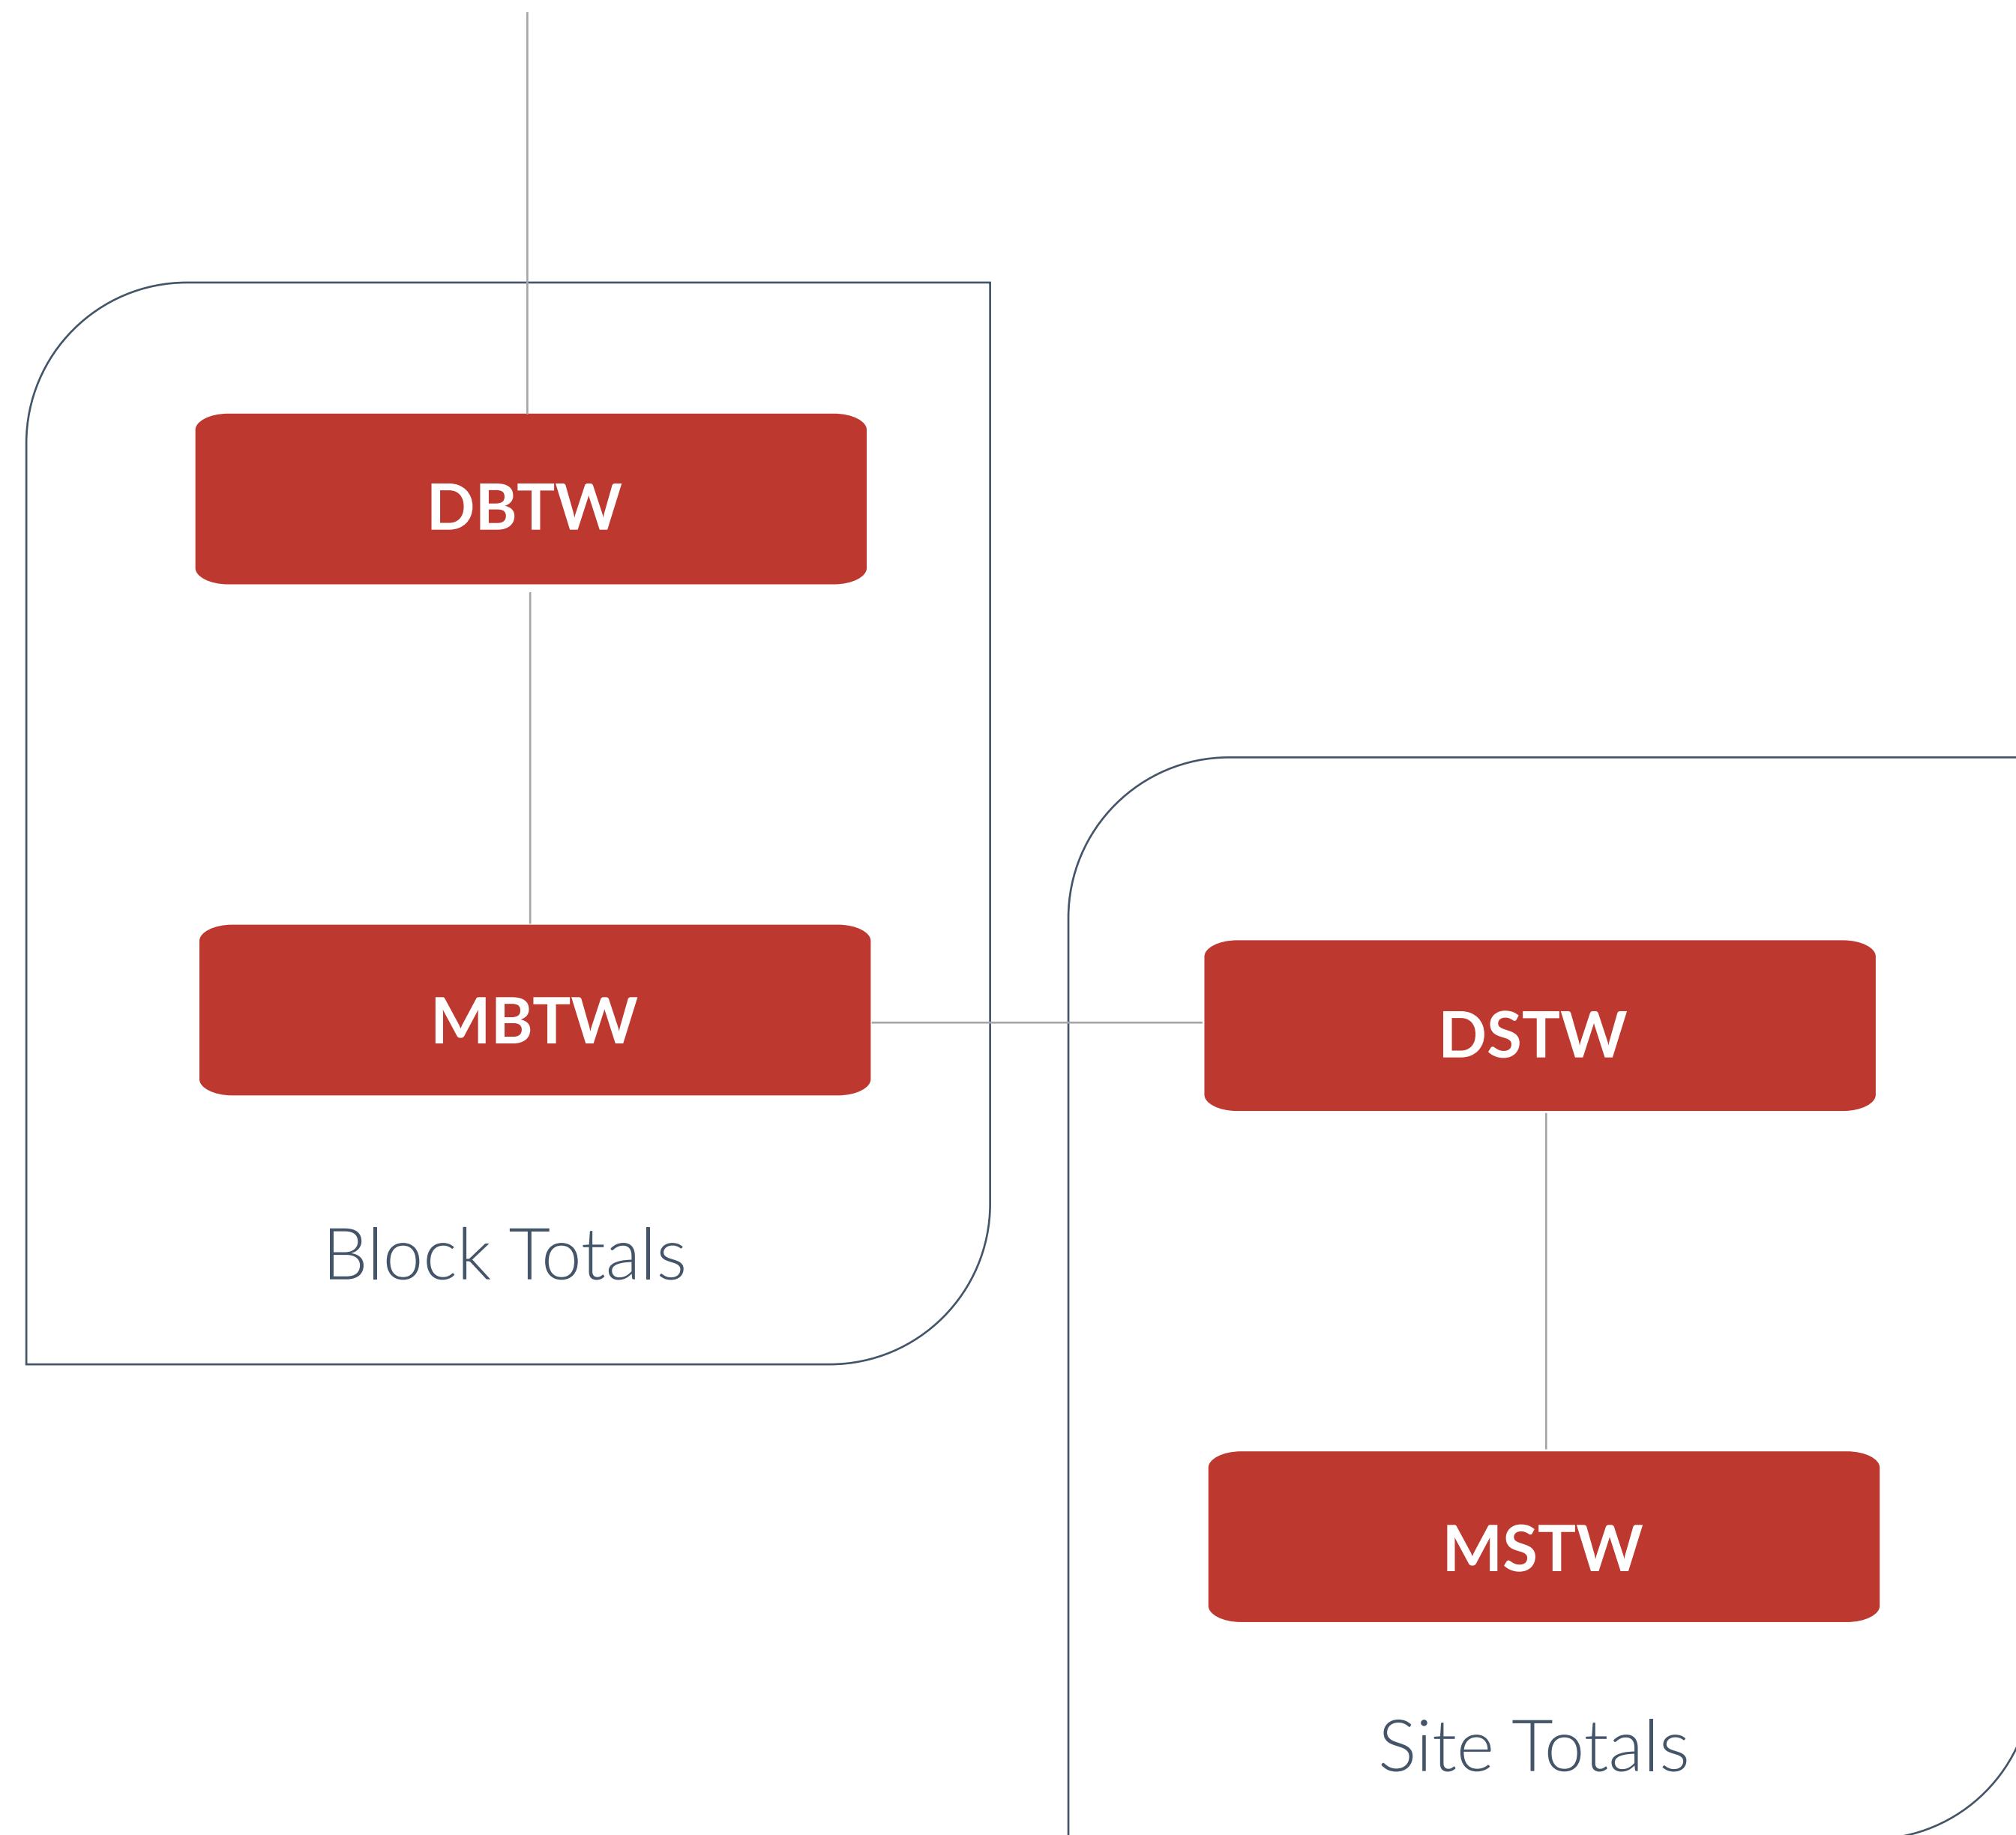 DBTW
MBTW
Block Totals
DSTW
MSTW
Site Totals